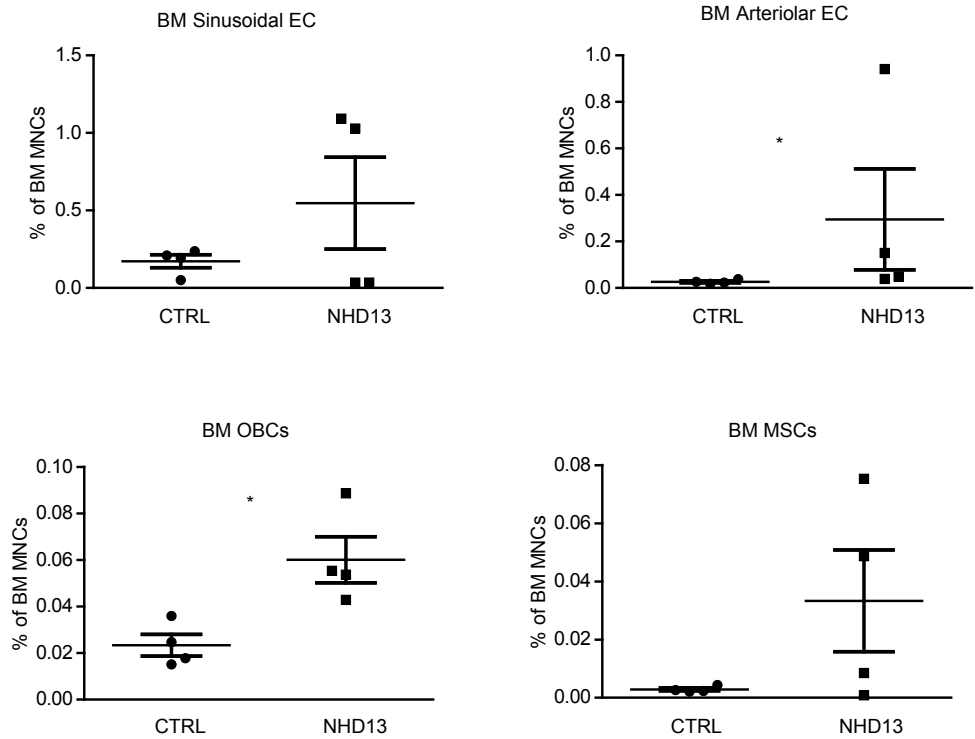 BM Sinusoidal EC
% of BM MNCs
1.5
1.0
0.5
0.0
CTRL
NHD13
BM Arteriolar EC
% of BM MNCs
1.0
0.8
0.6
0.4
0.2
0.0
*
CTRL
NHD13
BM OBCs
% of BM MNCs
0.10
0.08
0.06
0.04
0.02
0.00
*
CTRL
NHD13
BM MSCs
% of BM MNCs
0.08
0.06
0.04
0.02
0.00
CTRL
NHD13